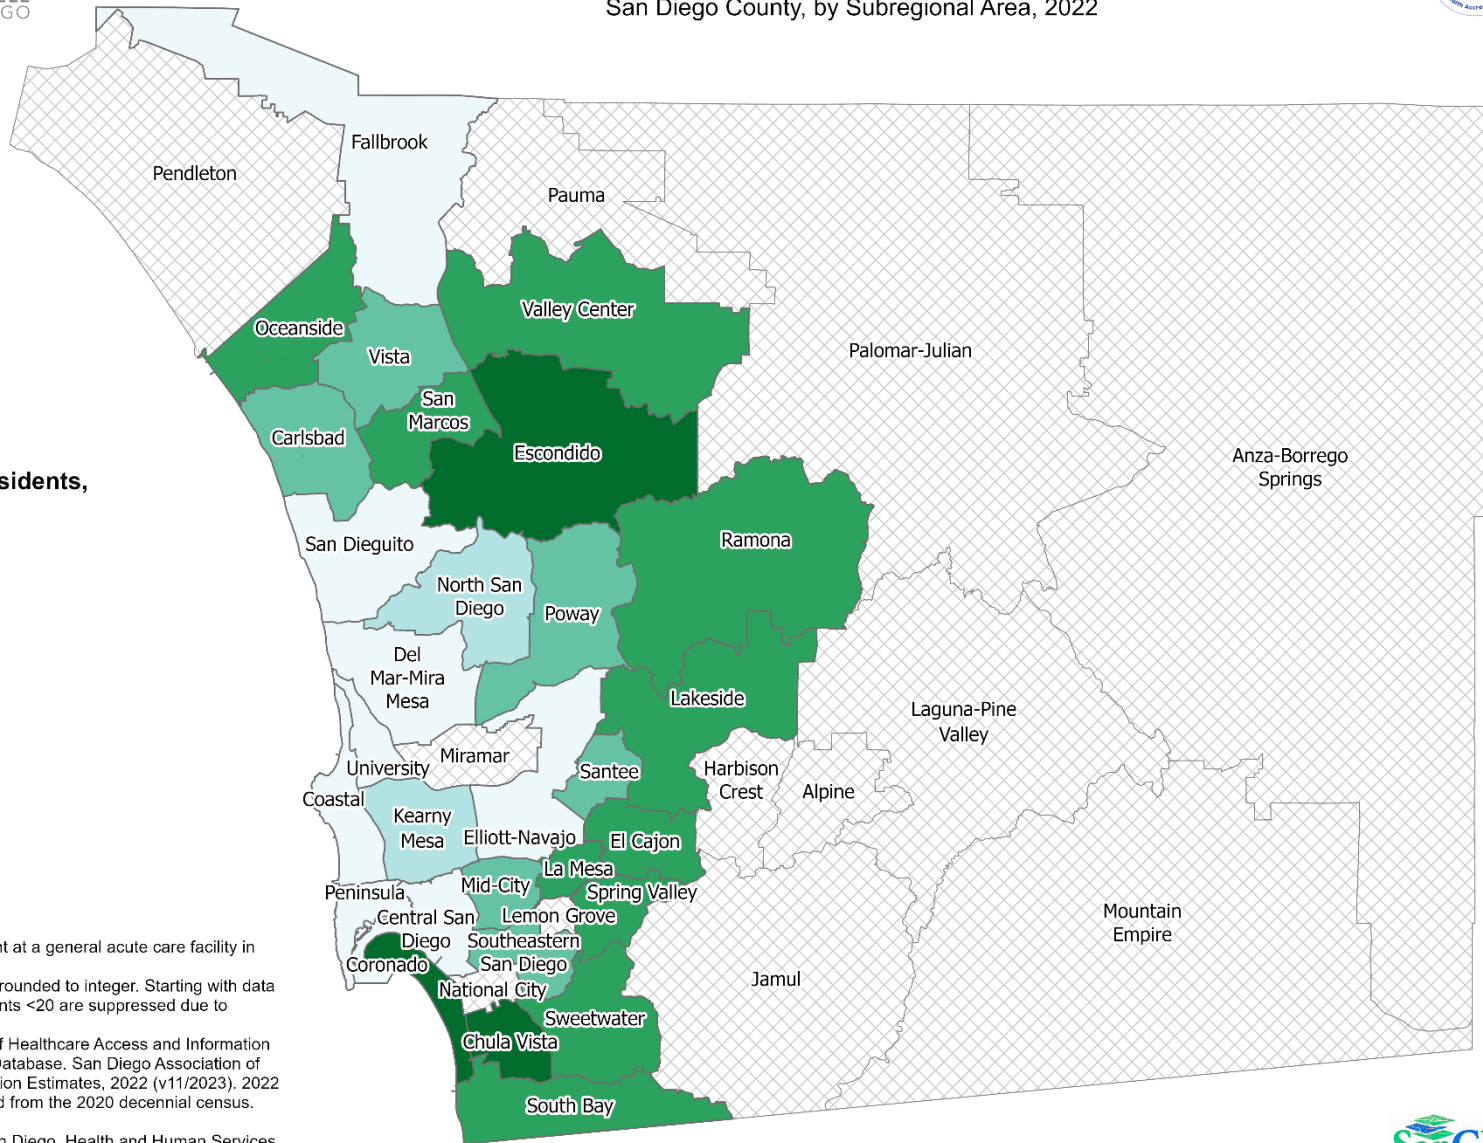 GO
San Diego County, by Subregional Area, 2022
Fallbrook
Pendleton
Pauma
Valley Center
Oceanside
Vista
Palomar-Julian
San
Marcos
Carlsbad
Escondido
Anza-Borrego
Springs
sidents,
San Dieguito
Ramona
North San
Diego
Poway
Del
Mar-Mira
Mesa
Lakeside
Laguna-Pine
Valley
Miramar
University
Santee
Harbison
Crest
Alpine
Coastal
Kearny
Mesa
Elliott-Navajo
El Cajon
La Mesa
Mid-City
Spring Valley
Peninsula
Lemon Grove
Central San
Diego
Mountain
Empire
Southeastern
San Diego
Coronado
National City
Jamul
Sweetwater
Chula Vista
South Bay
nt at a general acute care facility in
rounded to integer. Starting with data
nts <20 are suppressed due to
f Healthcare Access and Information
Database. San Diego Association of
ion Estimates, 2022 (v11/2023). 2022
d from the 2020 decennial census.
n Diego, Health and Human Services